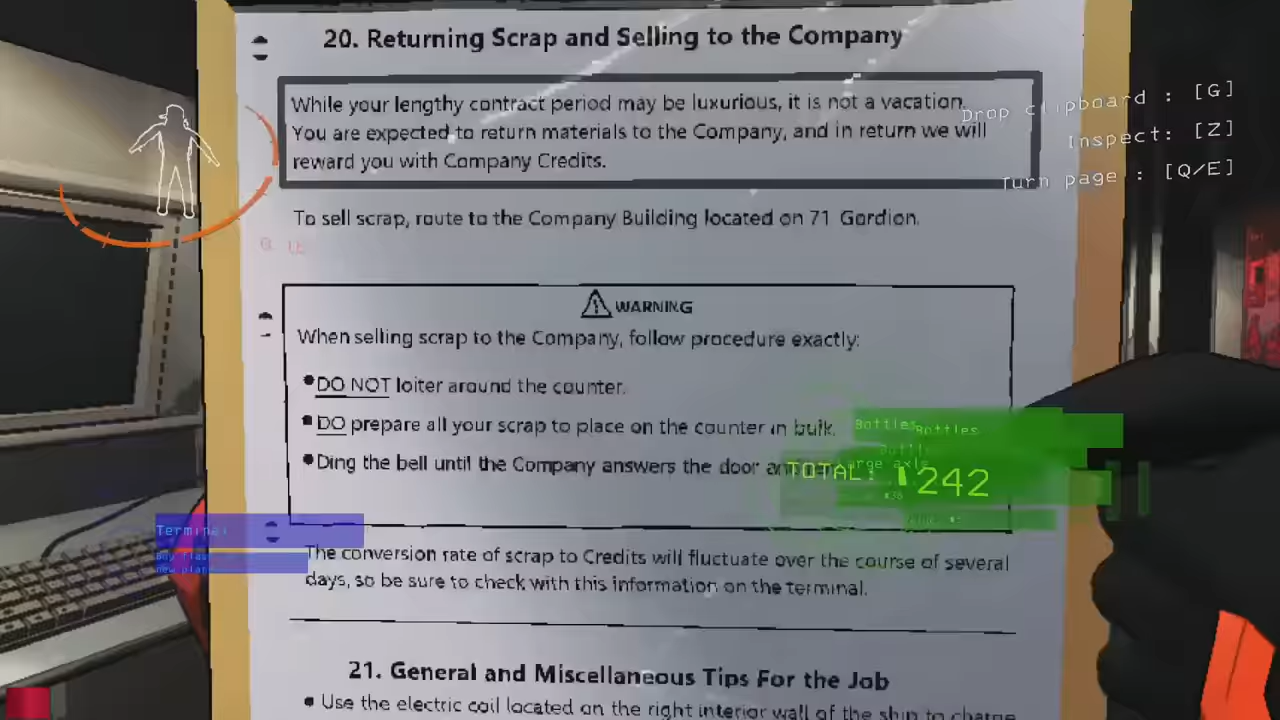 20. Returning Scrap and Selling to the Company
While your lengthy contract period may be luxurious, it is not a vacation.
You are expected to return materials to the Company, and in return we will
reward you with Company Credits.
Drop clipboard : [G]
Inspect: [Z]
Turn page : [Q/E]
To sell scrap, route to the Company Building located on 71 Gordion.
WARNING
When selling scrap to the Company, follow procedure exactly:
DO NOT loiter around the counter.
DO prepare all your scrap to place on the counter in bulk.
Ding the bell until the Company answers the door
Bottles
Bottles
TOTAL: 242
Terminal
The conversion rate of scrap to Credits will fluctuate over the course of several
days, so be sure to check with this information on the terminal.
21. General and Miscellaneous Tips For the Job
Use the electric coil located on the right interior wall of the ship to charge